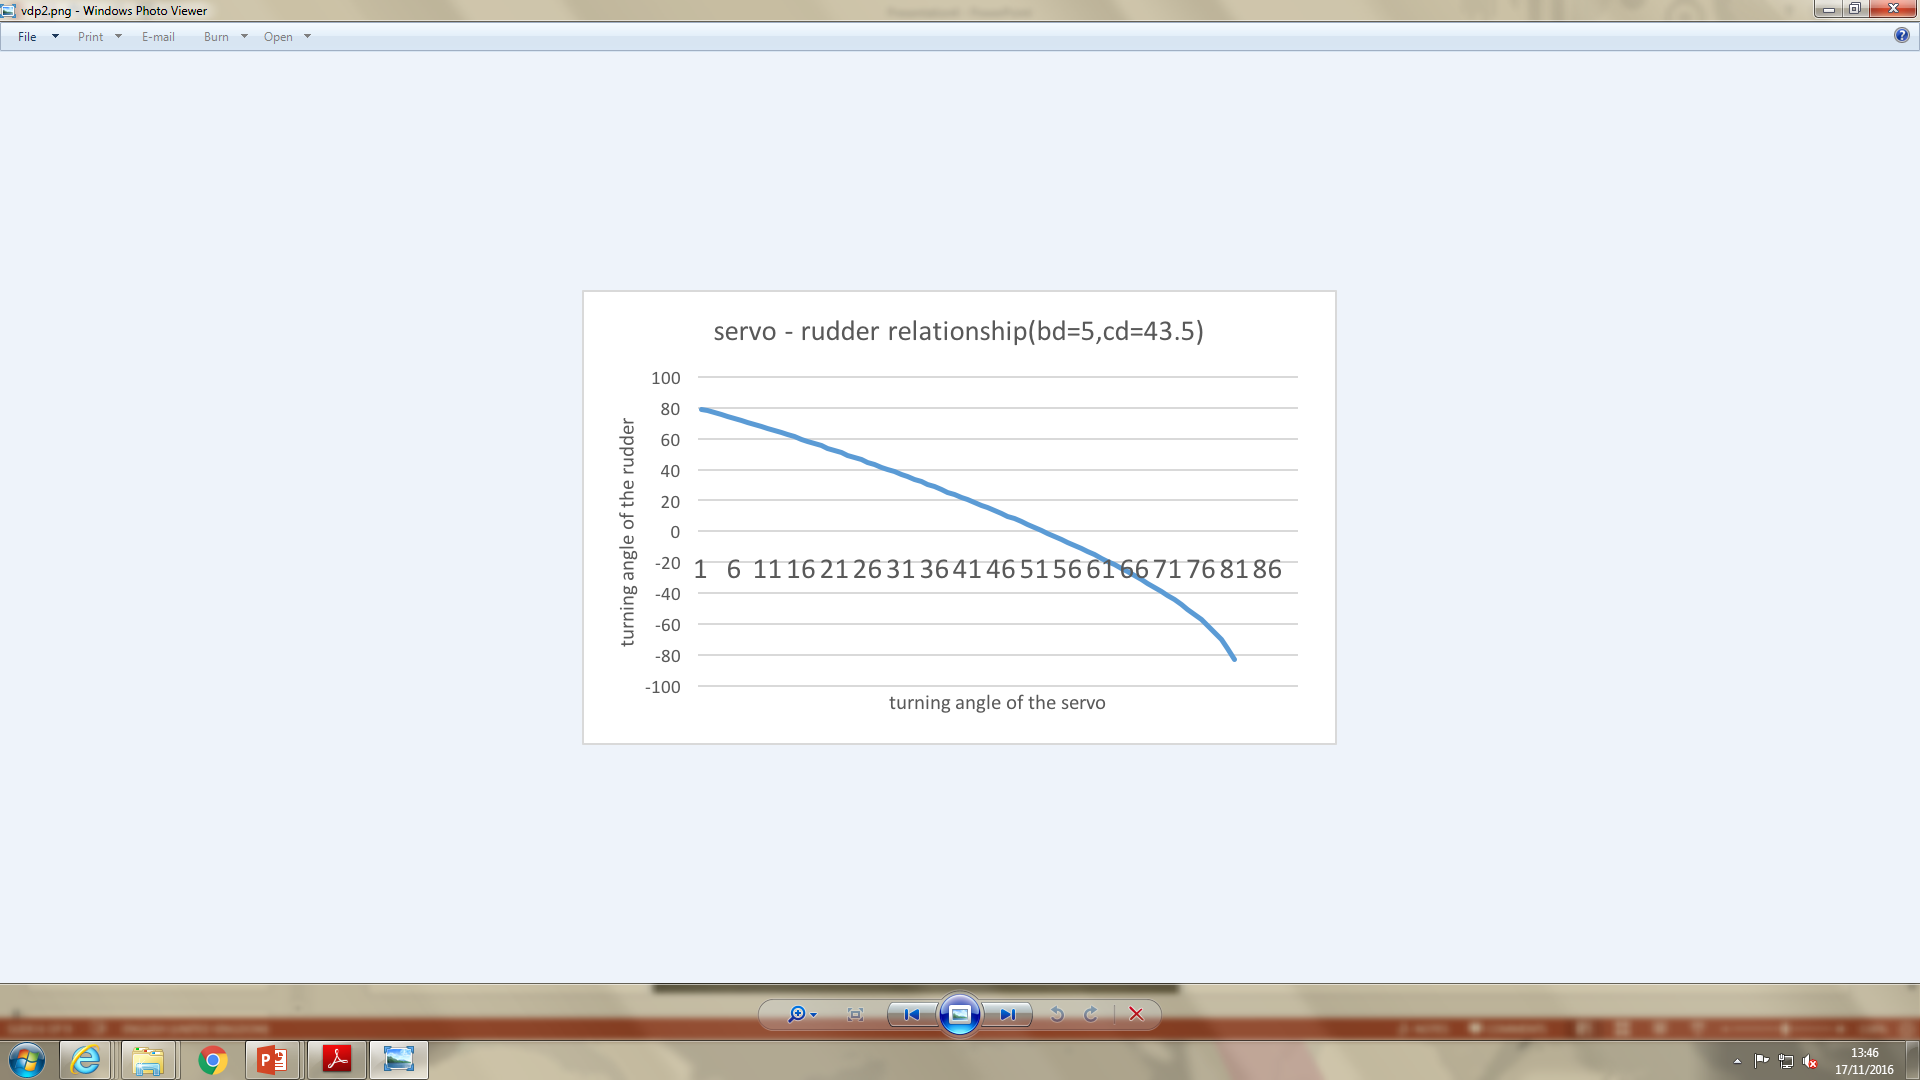 vdp2.png - Windows Photo Viewer
File Print E-mail Burn Open
servo - rudder relationship(bd=5,cd=43.5)
100
80
60
40
20
0
-20
-40
-60
-80
-100
turning angle of the rudder
1 6 11 16 21 26 31 36 41 46 51 56 61 66 71 76 81 86
turning angle of the servo
13:46
17/11/2016